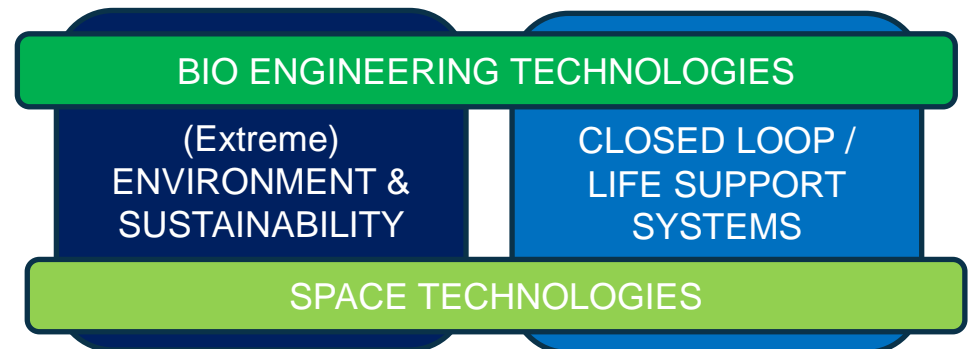 BIO ENGINEERING TECHNOLOGIES
(Extreme)
ENVIRONMENT &
SUSTAINABILITY
CLOSED LOOP /
LIFE SUPPORT
SYSTEMS
SPACE TECHNOLOGIES